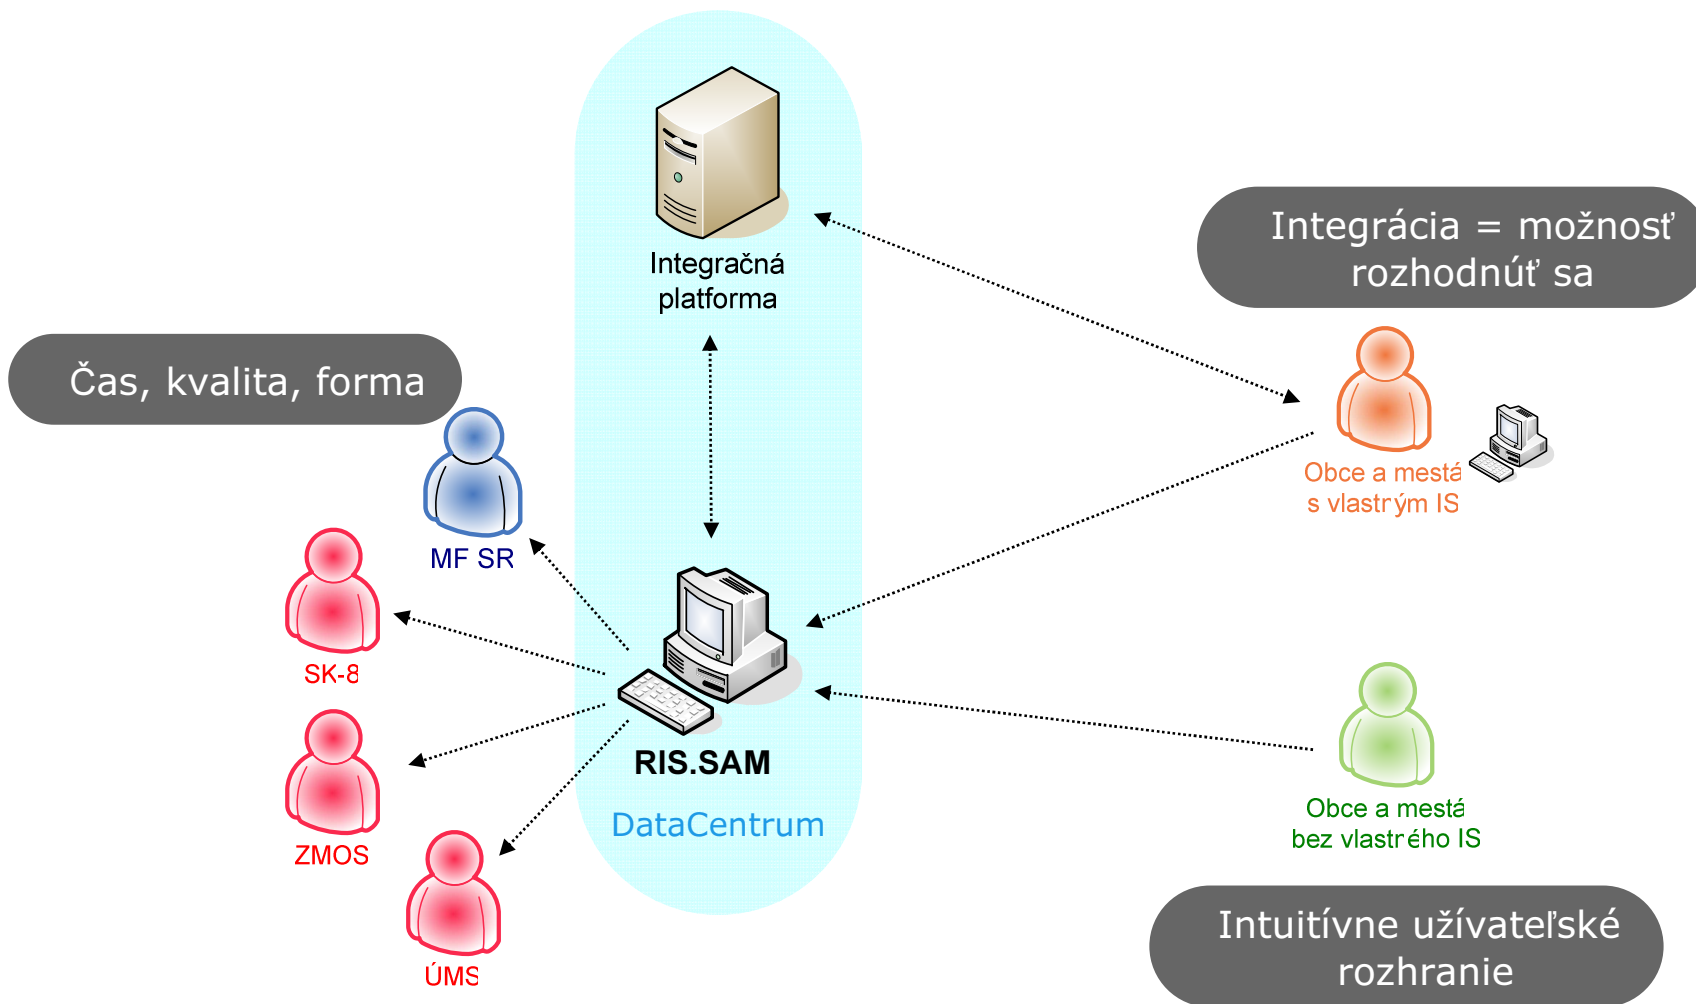 Integračná
platforma
Integrácia = možnosť
rozhodnúť sa
Čas, kvalita, forma
MF SR
Obce a mestá
s vlastrým IS
SK-8
RIS.SAM
DataCentrum
ZMOS
Obce a mestá
bez vlastrého IS
ÚMS
Intuitívne užívateľské
rozhranie